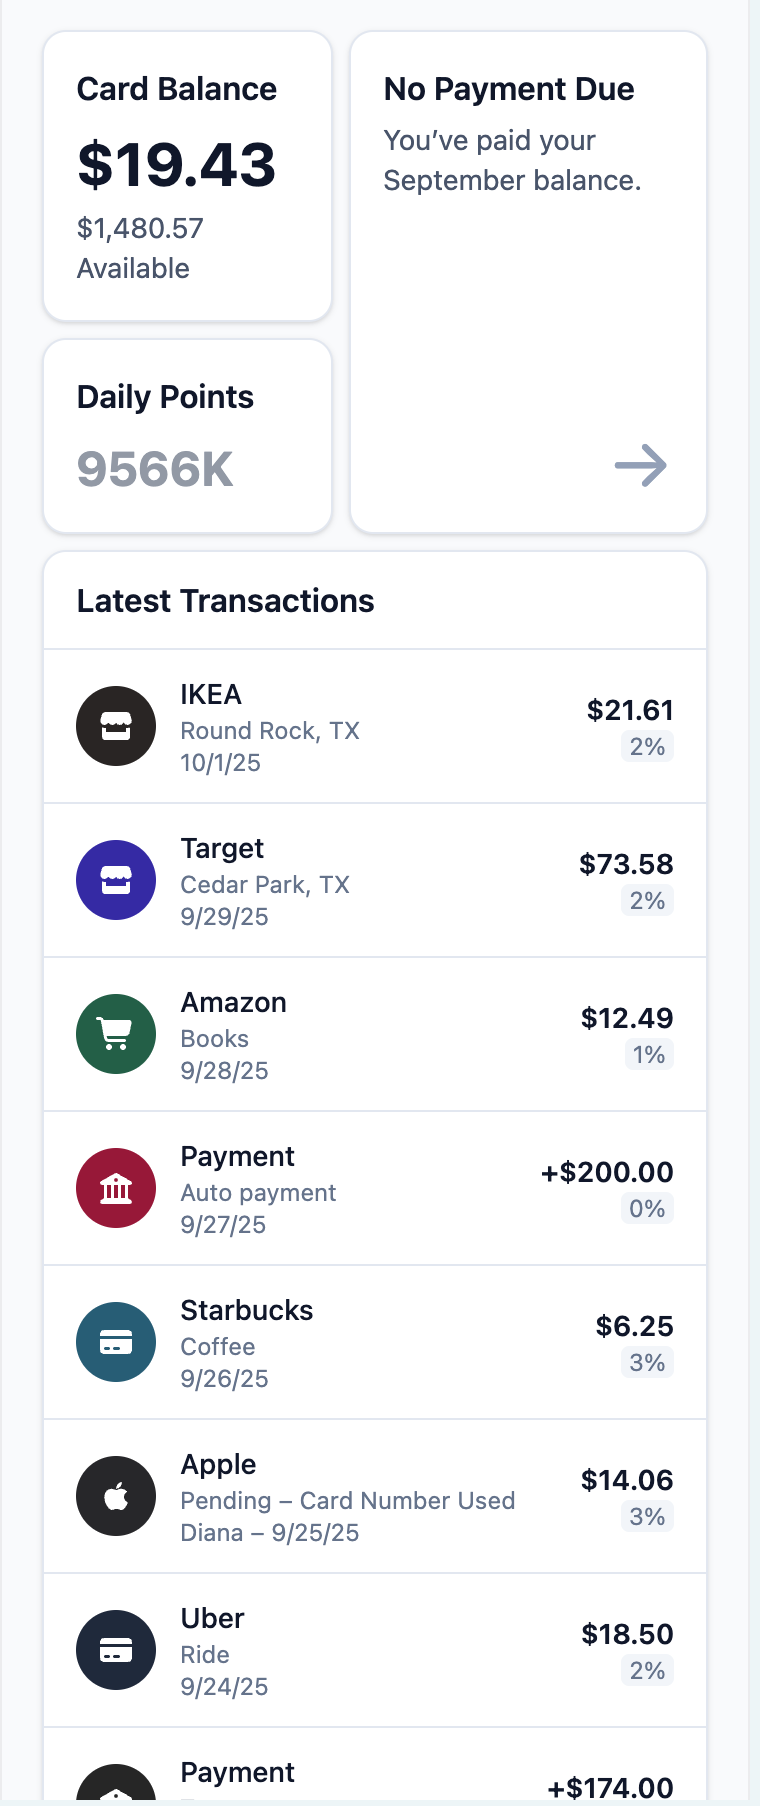 Card Balance
$19.43
$1,480.57
Available
No Payment Due
You’ve paid your
September balance.
Daily Points
9566K
Latest Transactions
IKEA
Round Rock, TX
10/1/25
$21.61
2%
Target
Cedar Park, TX
9/29/25
$73.58
2%
Amazon
Books
9/28/25
$12.49
1%
Payment
Auto payment
9/27/25
+$200.00
0%
Starbucks
Coffee
9/26/25
$6.25
3%
Apple
Pending – Card Number Used
Diana – 9/25/25
$14.06
3%
Uber
Ride
9/24/25
$18.50
2%
Payment
+$174.00